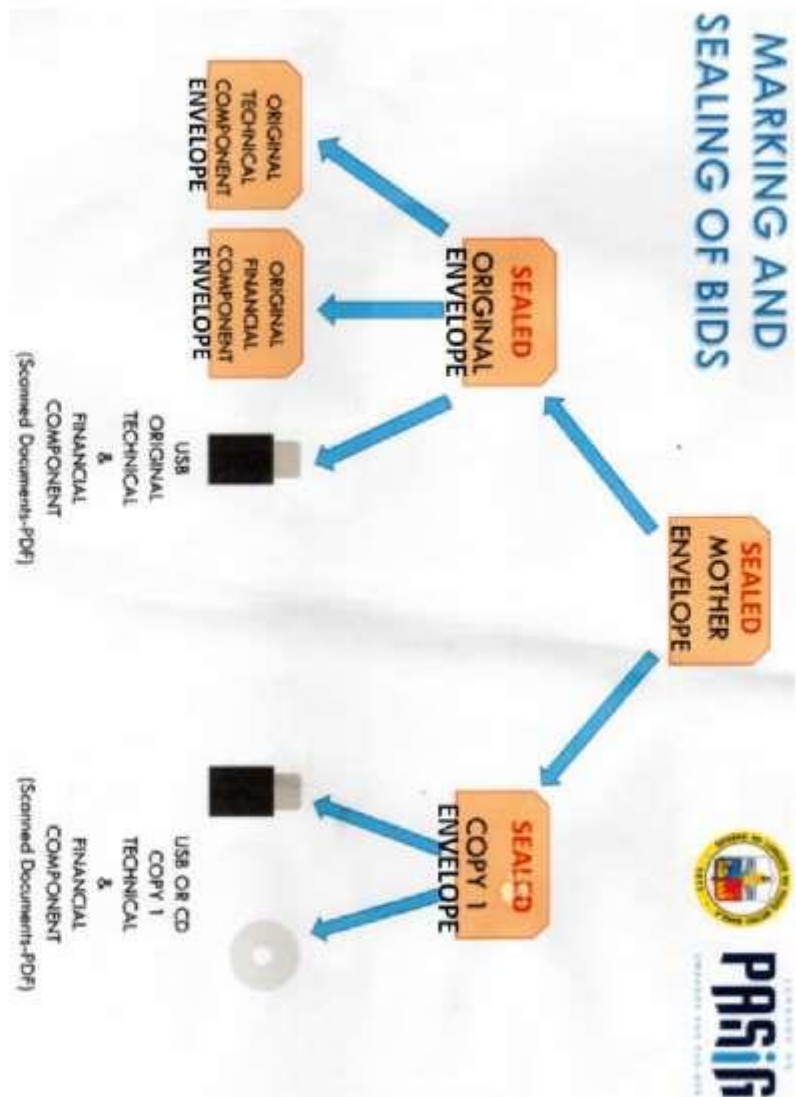 MARKING AND
SEALING OF BIDS
PASIG
SEALED
MOTHER
ENVELOPE
SEALED
ORIGINAL
ENVELOPE
SEALED
COPY 1
ENVELOPE
ORIGINAL
TECHNICAL
COMPONENT
ENVELOPE
ORIGINAL
FINANCIAL
COMPONENT
ENVELOPE
USB
ORIGINAL
TECHNICAL
&
FINANCIAL
COMPONENT
(Scanned Documents-PDF)
USB OR CD
COPY 1
TECHNICAL
&
FINANCIAL
COMPONENT
(Scanned Documents-PDF)